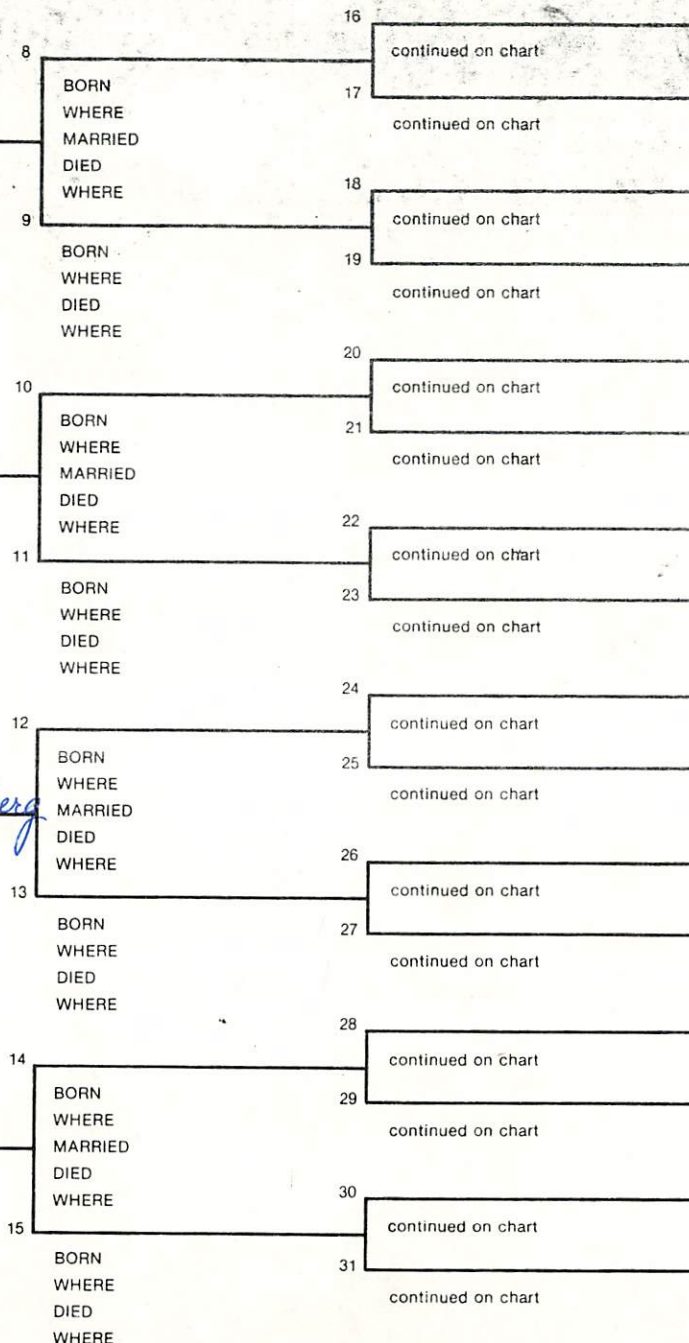 16
continued on chart
8
17
BORN
WHERE
continued on chart
MARRIED
DIED
18
WHERE
continued on chart
9
19
BORN
WHERE
continued on chart
DIED
WHERE
20
continued on chart
10
21
BORN
continued on chart
WHERE
MARRIED
DIED
22
WHERE
continued on chart
11
23
BORN
WHERE
continued on chart
DIED
WHERE
24
continued on chart
12
25
BORN
WHERE
continued on chart
erg MARRIED
DIED
26
WHERE
continued on chart
13
27
BORN
WHERE
continued on chart
DIED
WHERE
28
continued on chart
14
29
BORN
WHERE
continued on chart
MARRIED
DIED
30
WHERE
continued on chart
15
31
BORN
WHERE
continued on chart
DIED
WHERE